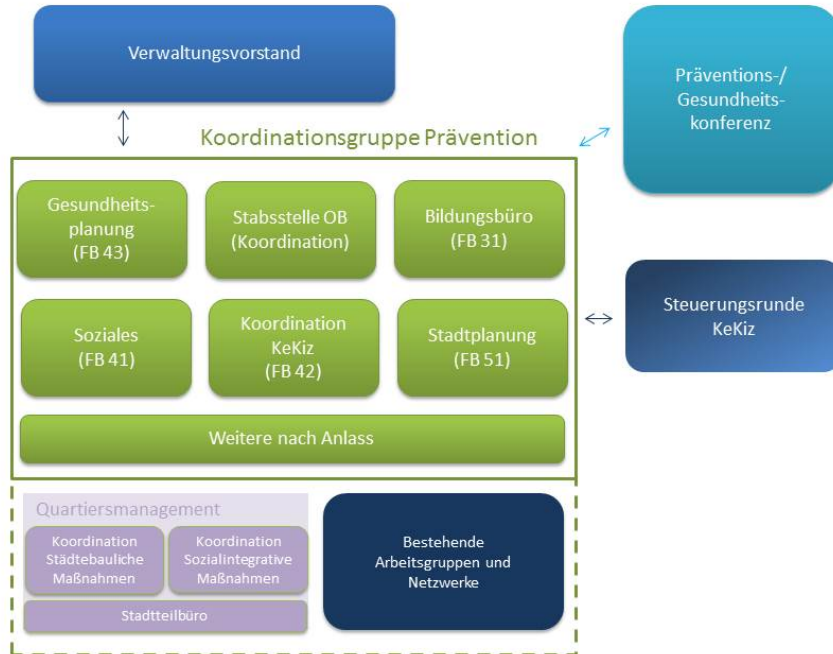 Verwaltungsvorstand
Präventions-/
Gesundheits-
konferenz
Koordinationsgruppe Prävention
Gesundheits-
planung
(FB 43)
Stabsstelle OB
(Koordination)
Bildungsbüro
(FB 31)
Soziales
(FB 41)
Koordination
KeKiz
(FB 42)
Stadtplanung
(FB 51)
Steuerungsrunde
KeKiz
Weitere nach Anlass
Quartiersmanagement
Koordination
Städtebauliche
Maßnahmen
Koordination
Sozialintegrative
Maßnahmen
Stadtteilbüro
Bestehende
Arbeitsgruppen und
Netzwerke